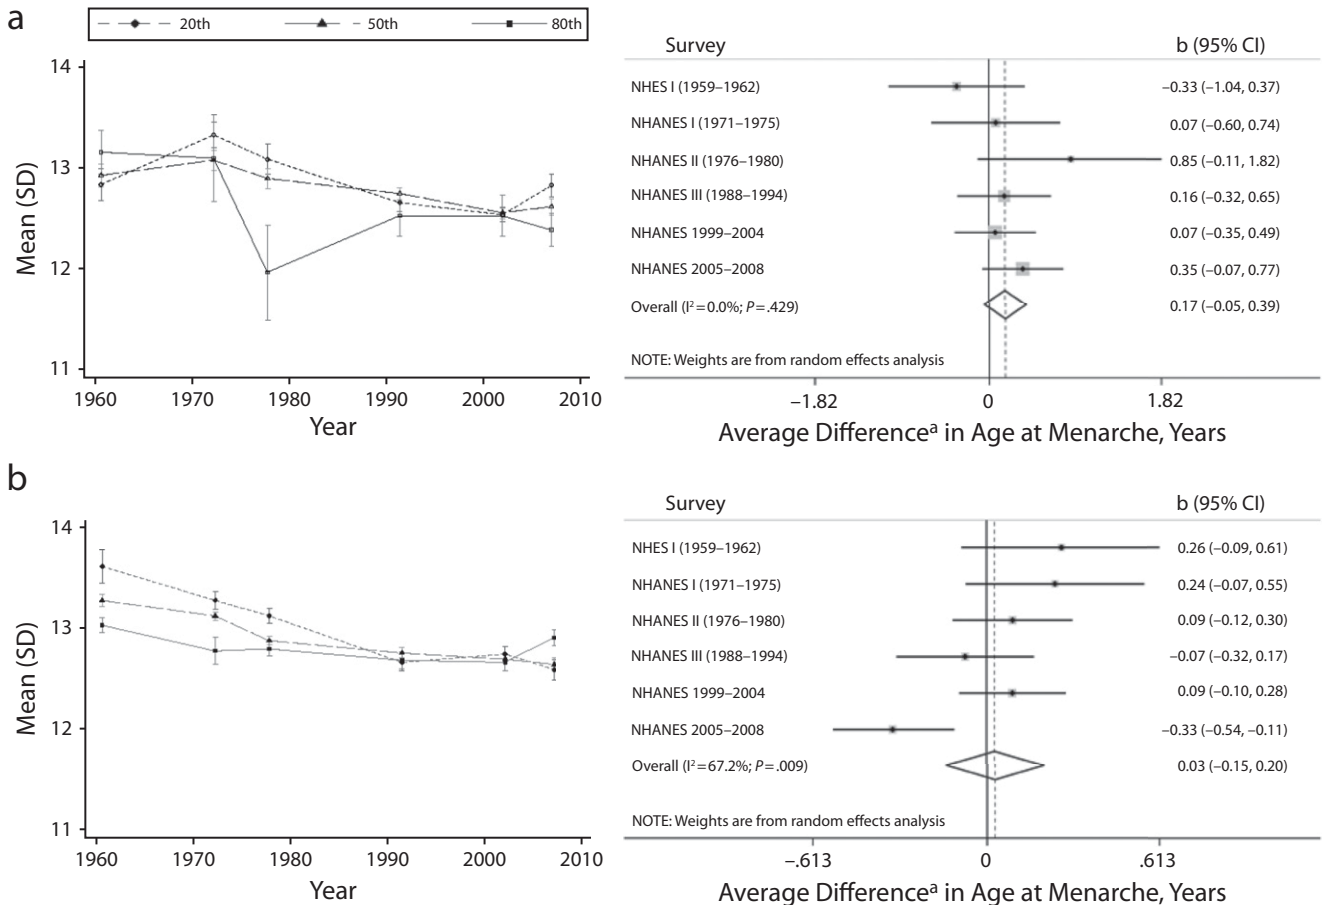 a
20th 50th 80th
14
13
12
11
Mean (SD)
1960 1970 1980 1990 2000 2010
Year
Survey b (95% CI)
NHES I (1959–1962) –0.33 (–1.04, 0.37)
NHANES I (1971–1975) 0.07 (–0.60, 0.74)
NHANES II (1976–1980) 0.85 (–0.11, 1.82)
NHANES III (1988–1994) 0.16 (–0.32, 0.65)
NHANES 1999–2004 0.07 (–0.35, 0.49)
NHANES 2005–2008 0.35 (–0.07, 0.77)
Overall (I²=0.0%; P=.429) 0.17 (–0.05, 0.39)
NOTE: Weights are from random effects analysis
–1.82 0 1.82
Average Differenceᵃ in Age at Menarche, Years
b
14
13
12
11
Mean (SD)
1960 1970 1980 1990 2000 2010
Year
Survey b (95% CI)
NHES I (1959–1962) 0.26 (–0.09, 0.61)
NHANES I (1971–1975) 0.24 (–0.07, 0.55)
NHANES II (1976–1980) 0.09 (–0.12, 0.30)
NHANES III (1988–1994) –0.07 (–0.32, 0.17)
NHANES 1999–2004 0.09 (–0.10, 0.28)
NHANES 2005–2008 –0.33 (–0.54, –0.11)
Overall (I²=67.2%; P=.009) 0.03 (–0.15, 0.20)
NOTE: Weights are from random effects analysis
–.613 0 .613
Average Differenceᵃ in Age at Menarche, Years